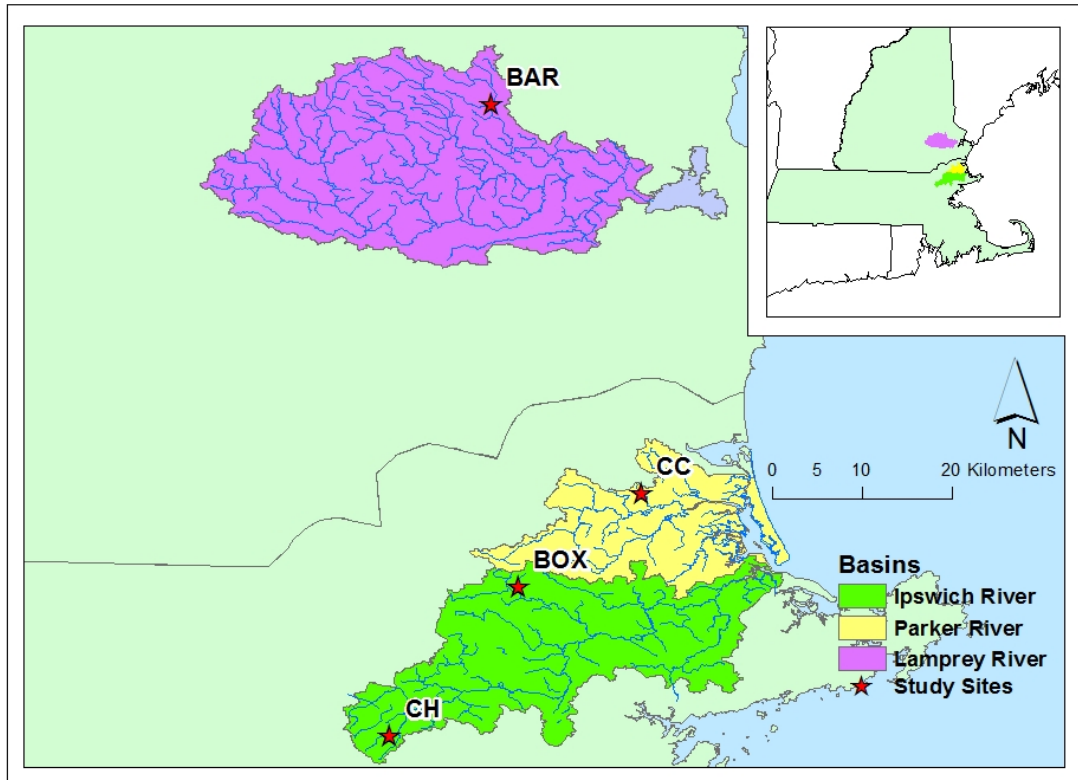 BAR
N
CC
0 5 10 20 Kilometers
BOX
Basins
Ipswich River
Parker River
Lamprey River
Study Sites
CH